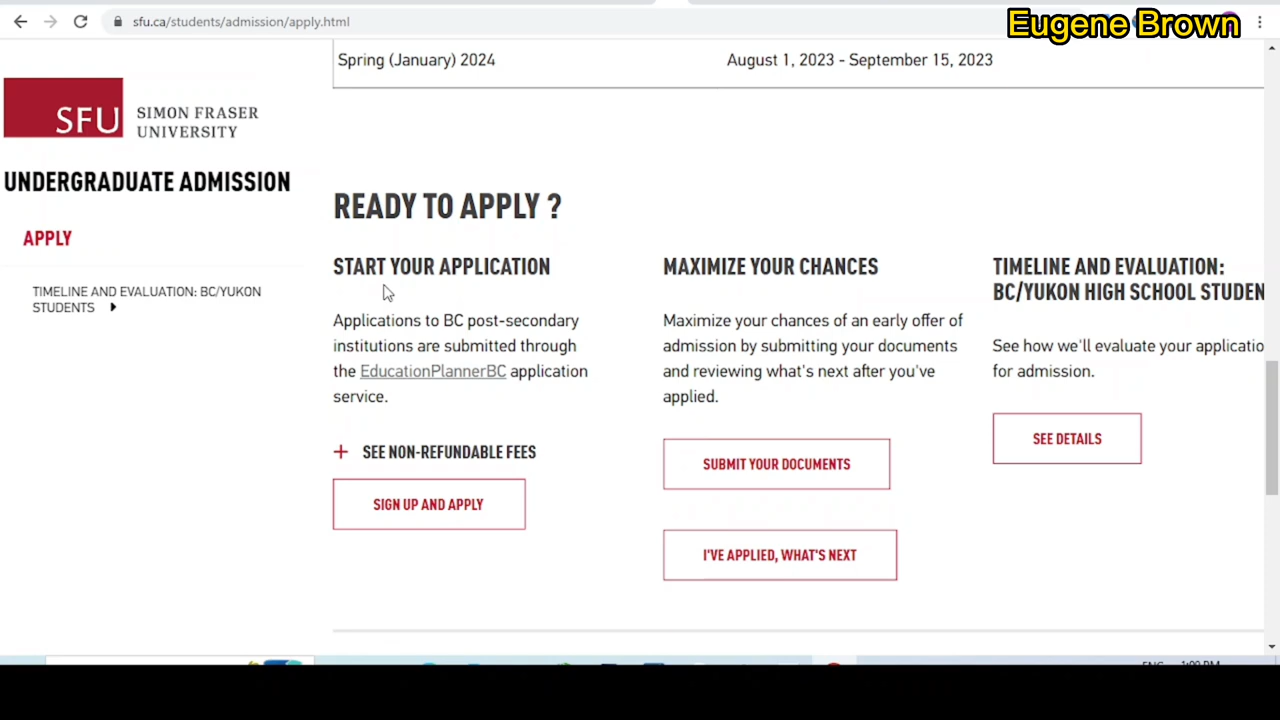 sfu.ca/students/admission/apply.html
Eugene Brown
Spring (January) 2024 August 1, 2023 - September 15, 2023
SFU SIMON FRASER
UNIVERSITY
UNDERGRADUATE ADMISSION
APPLY
TIMELINE AND EVALUATION: BC/YUKON
STUDENTS
READY TO APPLY ?
START YOUR APPLICATION
Applications to BC post-secondary
institutions are submitted through
the EducationPlannerBC application
service.
+ SEE NON-REFUNDABLE FEES
SIGN UP AND APPLY
MAXIMIZE YOUR CHANCES
Maximize your chances of an early offer of
admission by submitting your documents
and reviewing what's next after you've
applied.
SUBMIT YOUR DOCUMENTS
I'VE APPLIED, WHAT'S NEXT
TIMELINE AND EVALUATION:
BC/YUKON HIGH SCHOOL STUDEN
See how we'll evaluate your applicatio
for admission.
SEE DETAILS